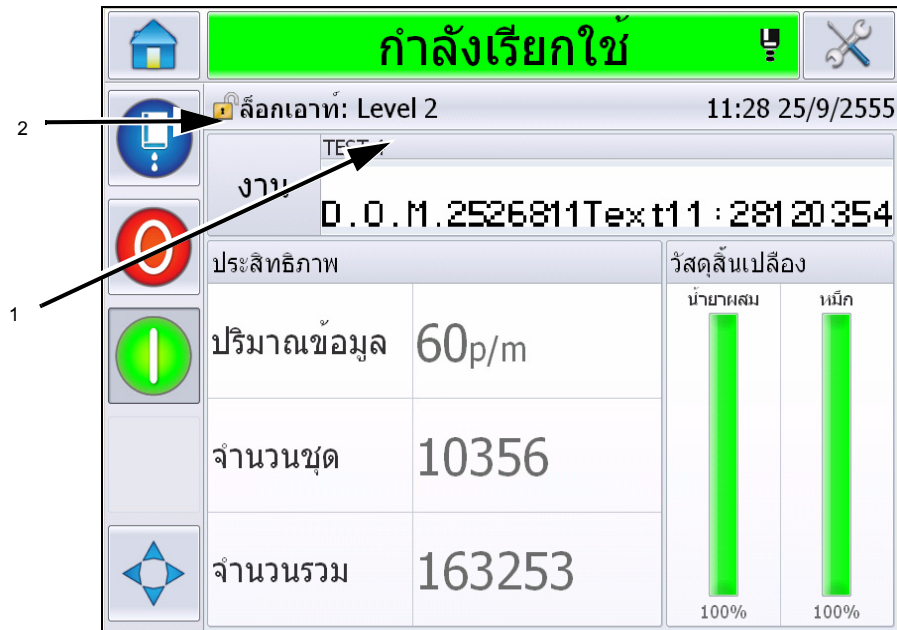 กำลังเรียกใช้
2
ล็อกเอาท์: Level 2
11:28 25/9/2555
TEST
งาน
D.O.M.2526811Text11:28120354
1
ประสิทธิภาพ
วัสดุสิ้นเปลือง
ปริมาณข้อมูล
60p/m
จำนวนชุด
10356
จำนวนรวม
163253
น้ำยาผสม
หมึก
100%
100%